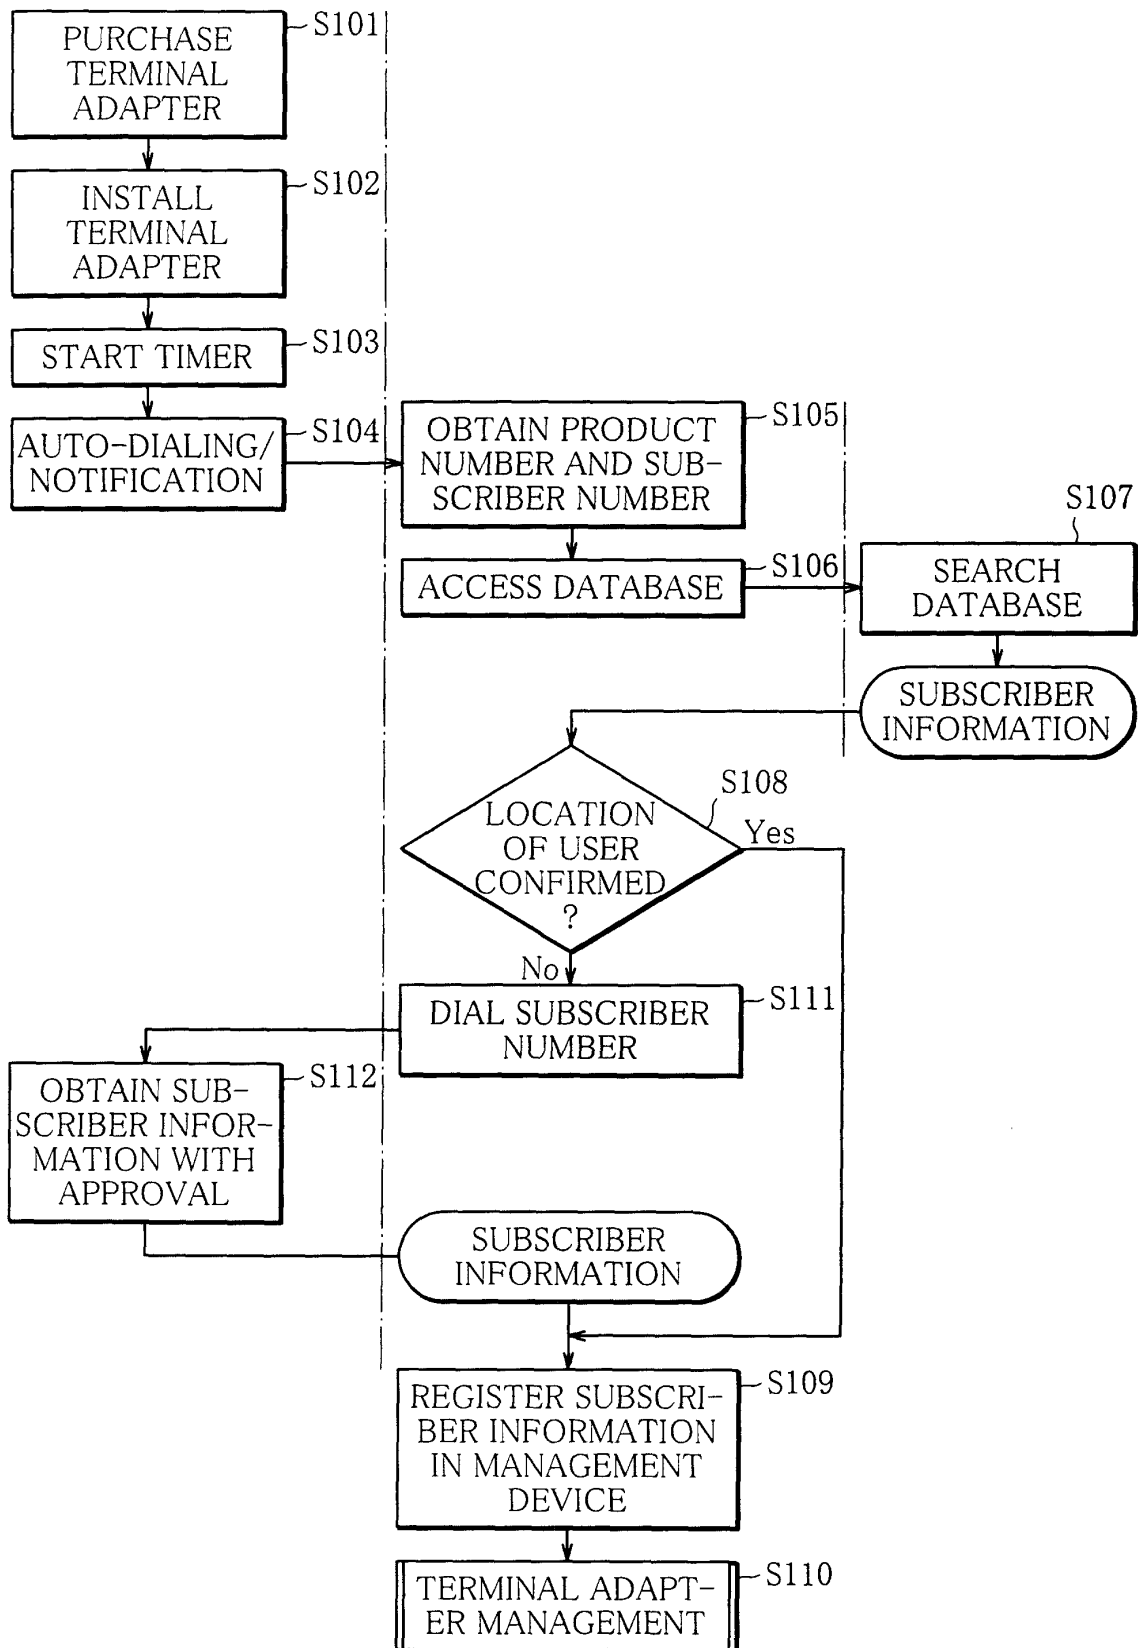 PURCHASE
TERMINAL
ADAPTER
S101
INSTALL
TERMINAL
ADAPTER
S102
START TIMER
S103
AUTO-DIALING/
NOTIFICATION
S104
OBTAIN PRODUCT
NUMBER AND SUB-
SCRIBER NUMBER
S105
ACCESS DATABASE
S106
S107
SEARCH
DATABASE
SUBSCRIBER
INFORMATION
S108
LOCATION
OF USER
CONFIRMED
?
Yes
No
DIAL SUBSCRIBER
NUMBER
S111
OBTAIN SUB-
SCRIBER INFOR-
MATION WITH
APPROVAL
S112
SUBSCRIBER
INFORMATION
REGISTER SUBSCRI-
BER INFORMATION
IN MANAGEMENT
DEVICE
S109
TERMINAL ADAPT-
ER MANAGEMENT
S110